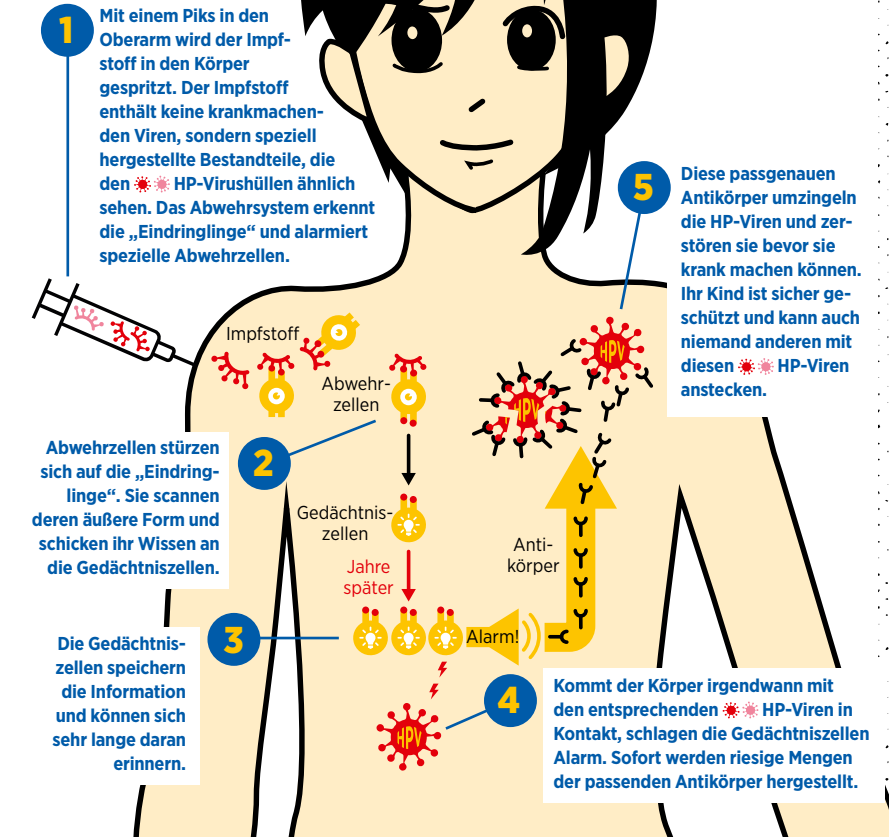 1
Mit einem Piks in den
Oberarm wird der Impf-
stoff in den Körper
gespritzt. Der Impfstoff
enthält keine krankmachen-
den Viren, sondern speziell
hergestellte Bestandteile, die
den HP-Virushüllen ähnlich
sehen. Das Abwehrsystem erkennt
die „Eindringlinge“ und alarmiert
spezielle Abwehrzellen.
Impfstoff
Abwehr-
zellen
2
Abwehrzellen stürzen
sich auf die „Eindring-
linge“. Sie scannen
deren äußere Form und
schicken ihr Wissen an
die Gedächtniszellen.
Gedächtnis-
zellen
Jahre
später
3
Die Gedächtnis-
zellen speichern
die Information
und können sich
sehr lange daran
erinnern.
Alarm!
HPV
4
Kommt der Körper irgendwann mit
den entsprechenden HP-Viren in
Kontakt, schlagen die Gedächtniszellen
Alarm. Sofort werden riesige Mengen
der passenden Antikörper hergestellt.
Anti-
körper
HPV
HPV
5
Diese passgenauen
Antikörper umzingeln
die HP-Viren und zer-
stören sie bevor sie
krank machen können.
Ihr Kind ist sicher ge-
schützt und kann auch
niemand anderen mit
diesen HP-Viren
anstecken.